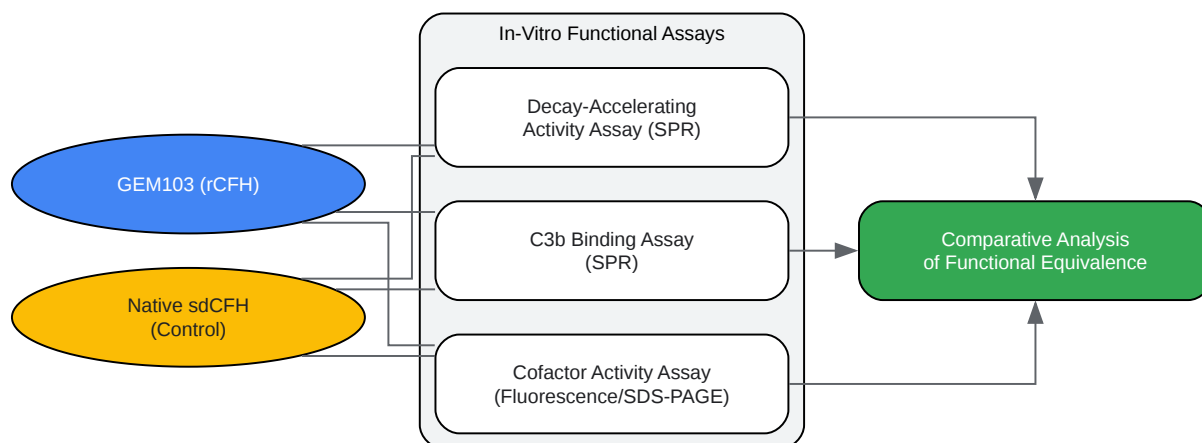 In-Vitro Functional Assays
Decay-Accelerating
Activity Assay (SPR)
GEM103 (rCFH)
C3b Binding Assay
(SPR)
Comparative Analysis
of Functional Equivalence
Native sdCFH
(Control)
Cofactor Activity Assay
(Fluorescence/SDS-PAGE)